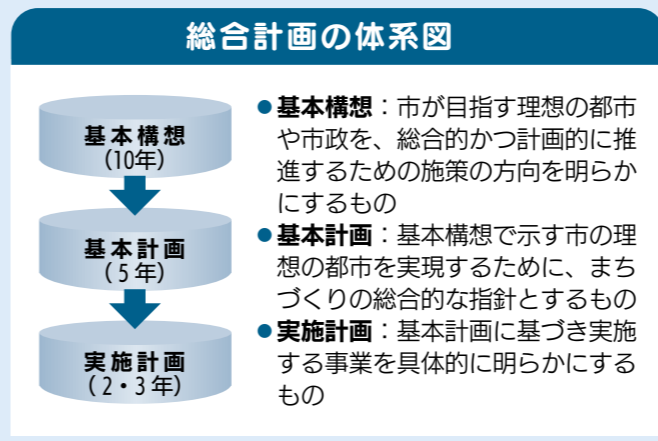 総合計画の体系図
基本構想
(10年)
基本計画
(5年)
実施計画
(2・3年)
●基本構想：市が目指す理想の都市
や市政を、総合的かつ計画的に推
進するための施策の方向を明らか
にするもの
●基本計画：基本構想で示す市の理
想の都市を実現するために、まち
づくりの総合的な指針とするもの
●実施計画：基本計画に基づき実施
する事業を具体的に明らかにする
もの